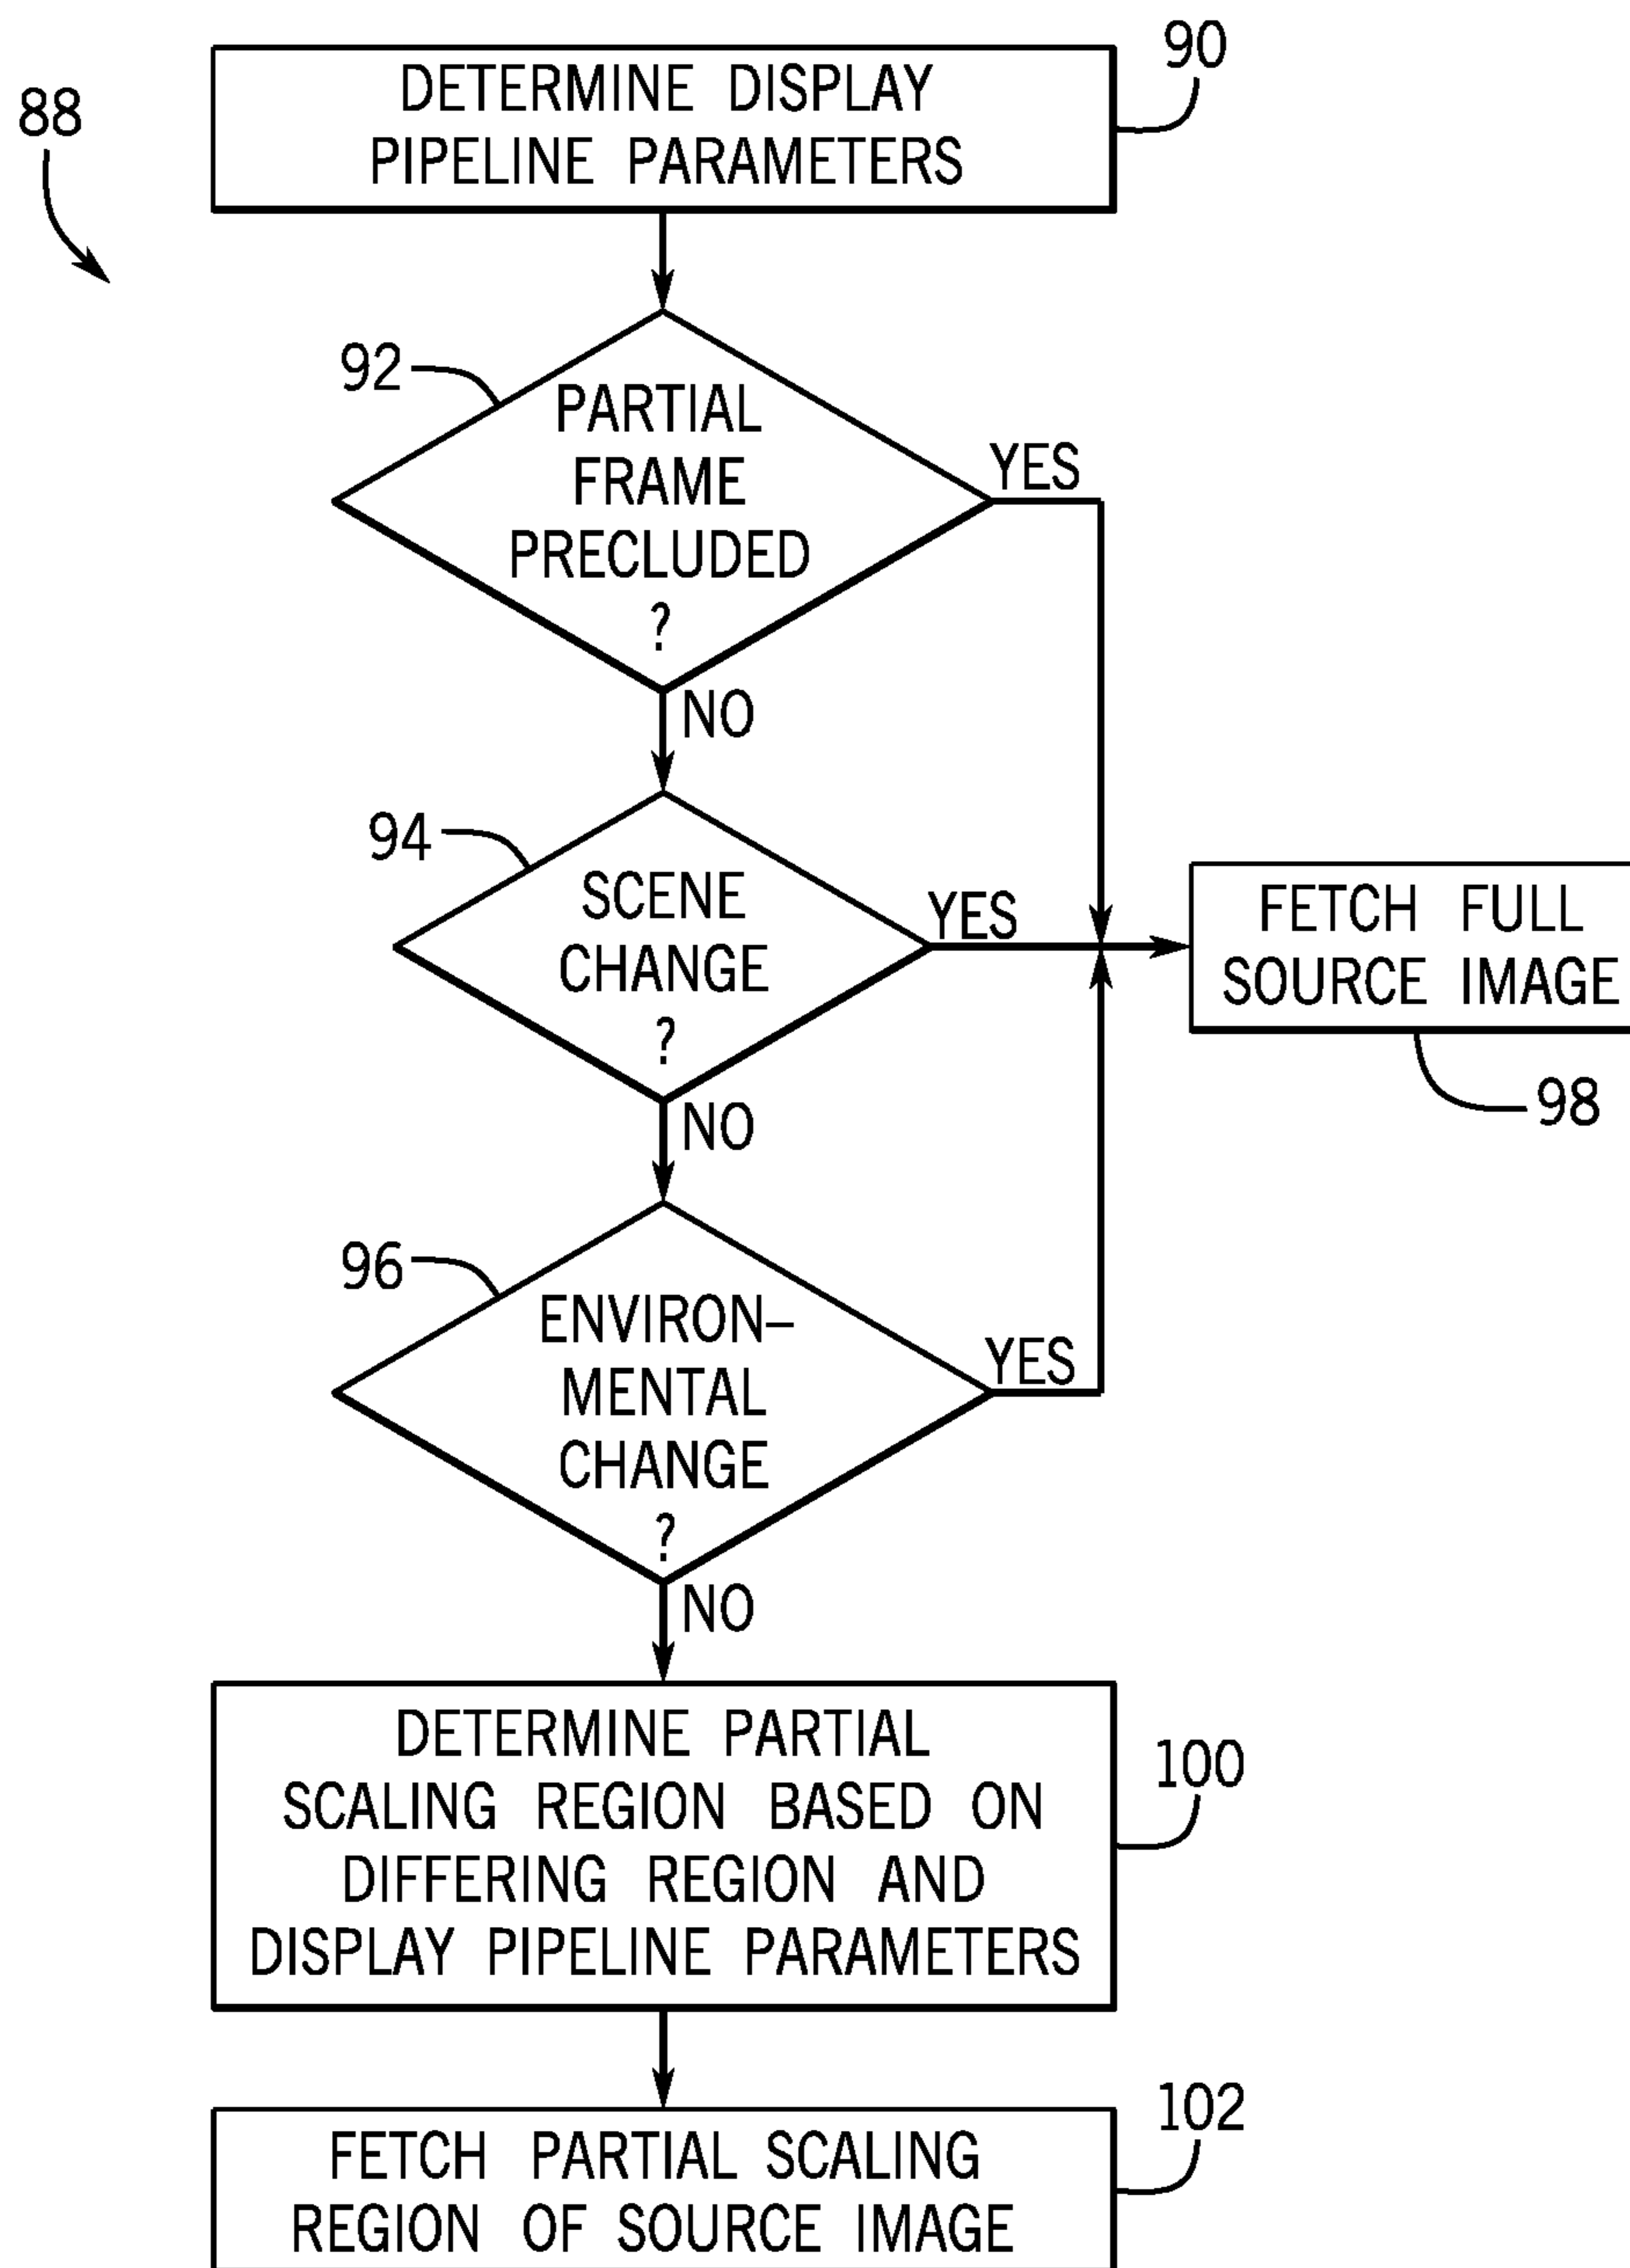 88
90
DETERMINE DISPLAY
PIPELINE PARAMETERS
92
PARTIAL
FRAME
PRECLUDED
?
YES
NO
94
SCENE
CHANGE
?
YES
NO
FETCH FULL
SOURCE IMAGE
98
96
ENVIRON–
MENTAL
CHANGE
?
YES
NO
DETERMINE PARTIAL
SCALING REGION BASED ON
DIFFERING REGION AND
DISPLAY PIPELINE PARAMETERS
100
FETCH PARTIAL SCALING
REGION OF SOURCE IMAGE
102